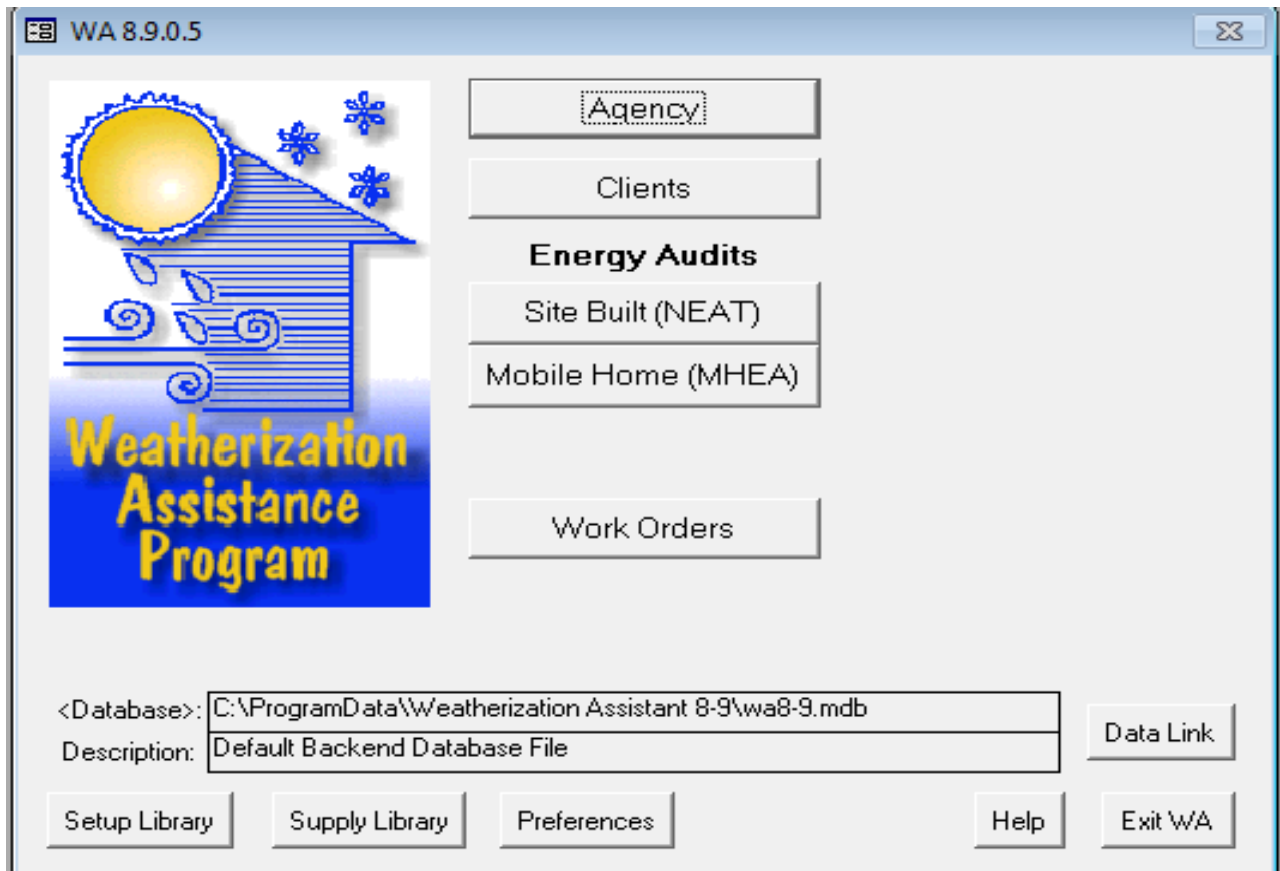 WA 8.9.0.5
Agency
Clients
Energy Audits
Site Built (NEAT)
Mobile Home (MHEA)
Weatherization
Assistance
Program
Work Orders
<Database>: C:\ProgramData\Weatherization Assistant 8-9\wa8-9.mdb
Description: Default Backend Database File
Data Link
Setup Library Supply Library Preferences Help Exit WA